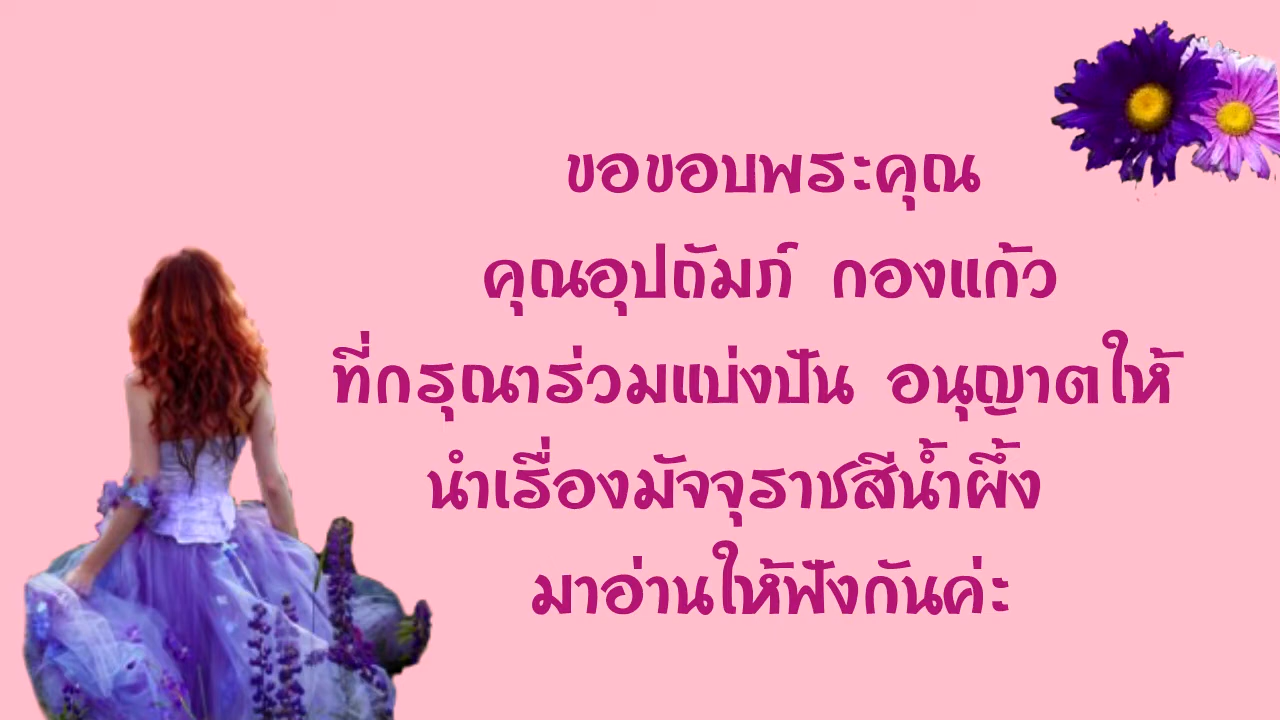 ขอขอบพระคุณ
คุณอุปถัมภ์ กองแก้ว
ที่กรุณาร่วมแบ่งปัน อนุญาตให้
นำเรื่องมัจจุราชสีน้ำผึ้ง
มาอ่านให้ฟังกันค่ะ